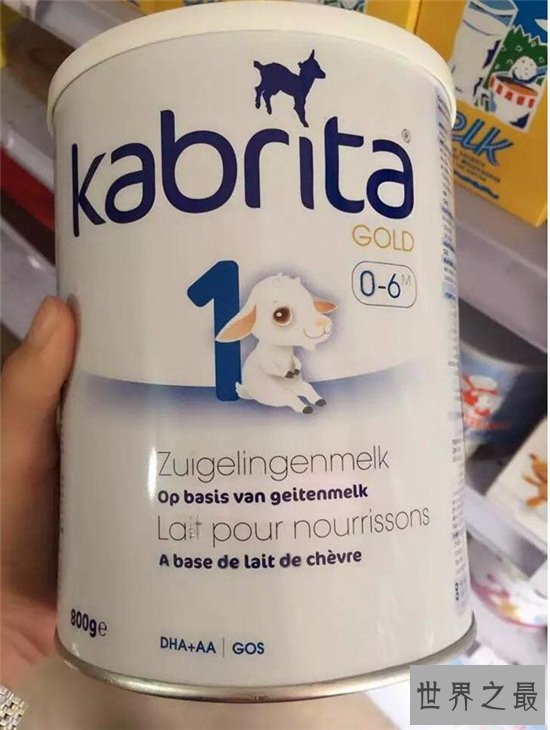 kabrita®
GOLD
1
0-6M
Zuigelingenmelk
Op basis van geitenmelk
Lait pour nourrissons
A base de lait de chèvre
800g e
DHA+AA | GOS
世界之最